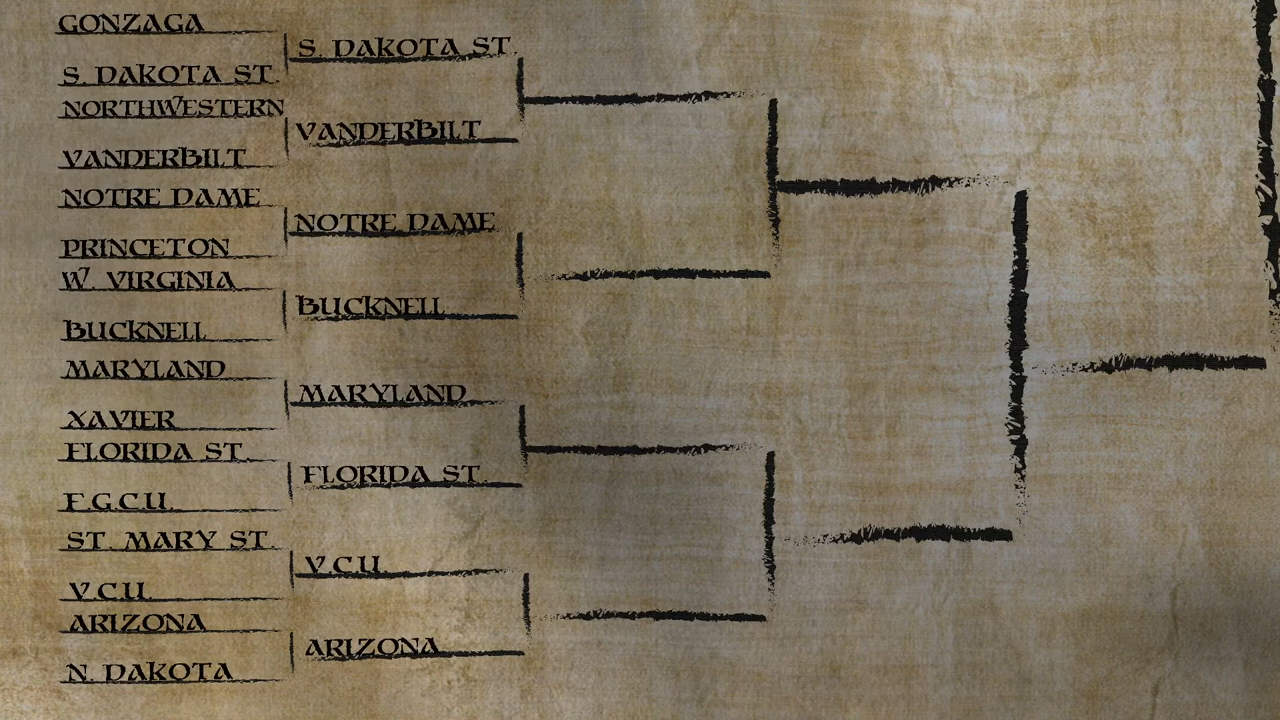 GONZAGA
S. DAKOTA ST.
NORTHWESTERN
VANDERBILT
NOTRE DAME
PRINCETON
W. VIRGINIA
BUCKNELL
MARYLAND
XAVIER
FLORIDA ST.
F.G.C.U.
ST. MARY ST.
V.C.U.
ARIZONA
N. DAKOTA
S. DAKOTA ST.
VANDERBILT
NOTRE DAME
BUCKNELL
MARYLAND
FLORIDA ST.
V.C.U.
ARIZONA